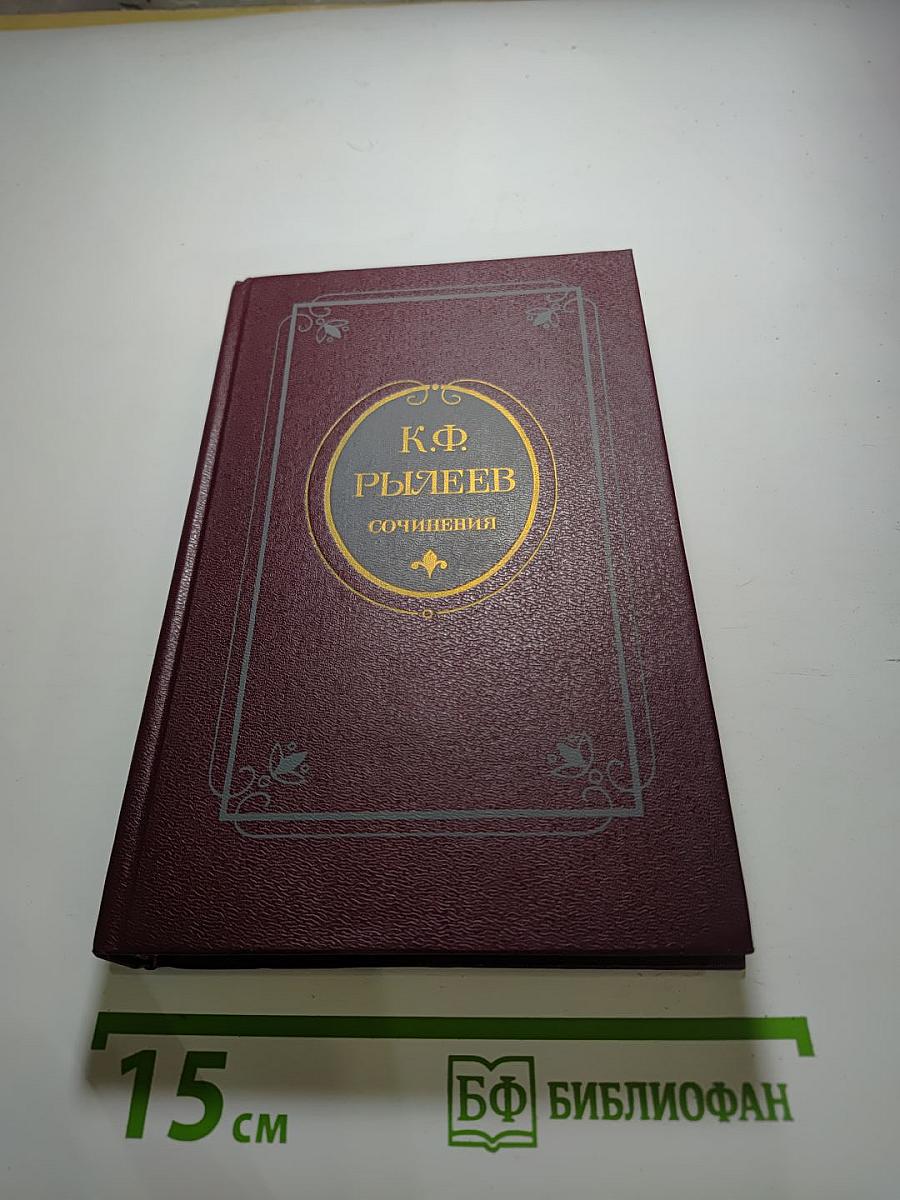 К.Ф.
РЫЛЕЕВ
СОЧИНЕНИЯ
15 см
БФ БИБЛИОФАН